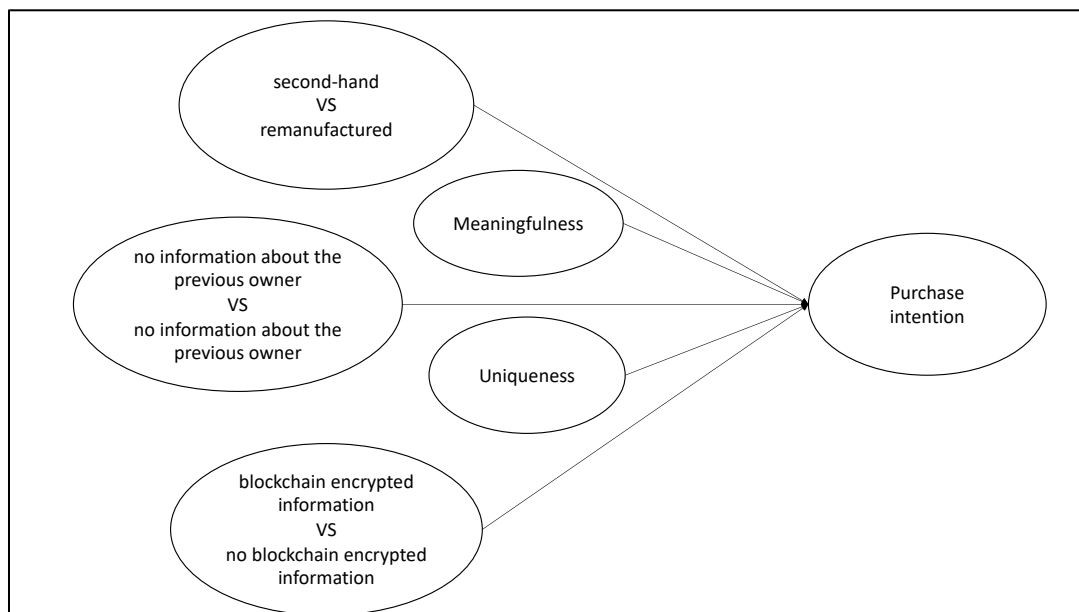 second-hand
VS
remanufactured
Meaningfulness
no information about the
previous owner
VS
no information about the
previous owner
Purchase
intention
Uniqueness
blockchain encrypted
information
VS
no blockchain encrypted
information